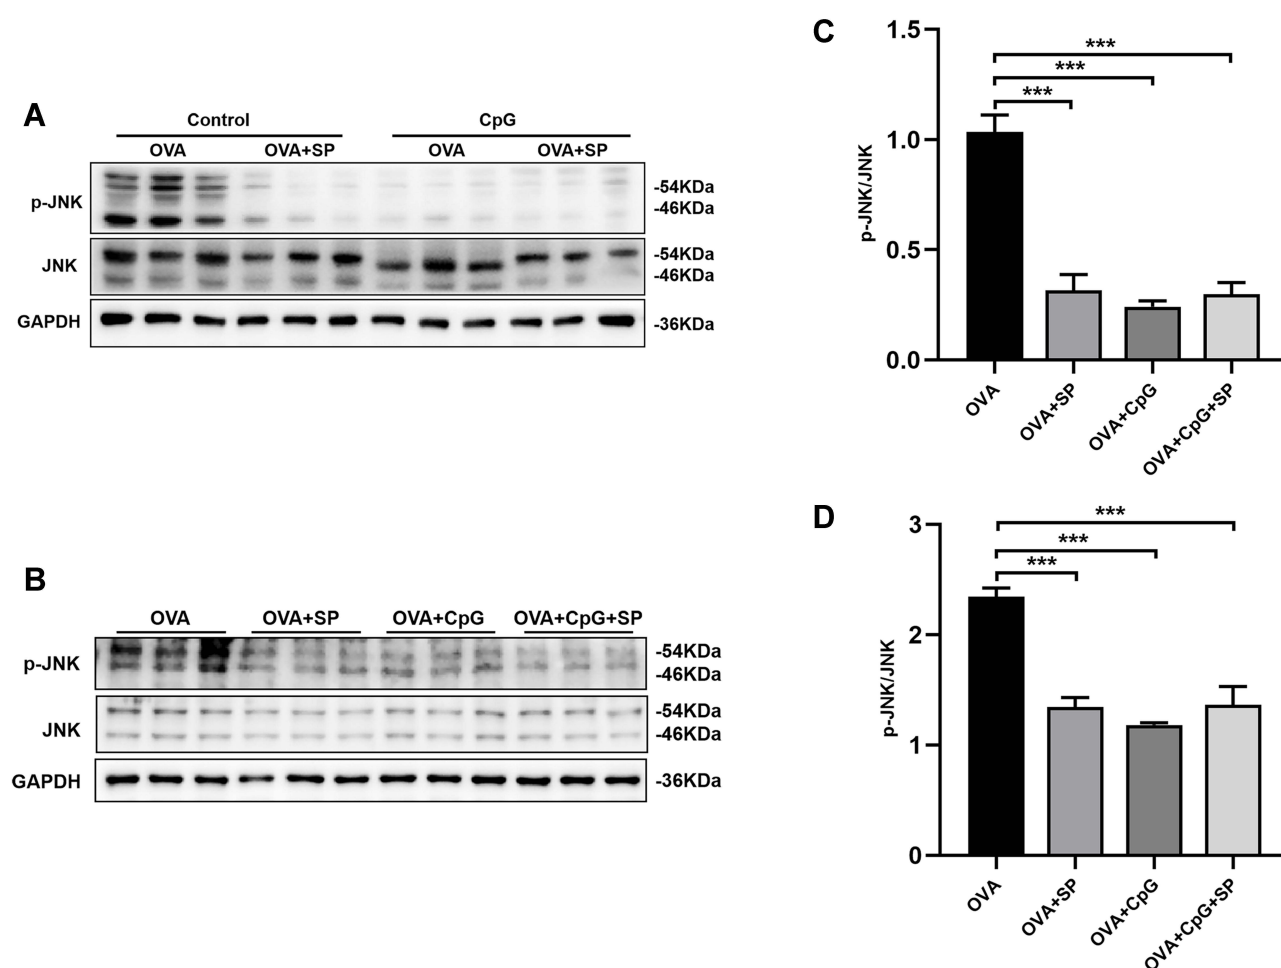 A
Control CpG
OVA OVA+SP OVA OVA+SP
p-JNK
-54KDa
-46KDa
JNK
-54KDa
-46KDa
GAPDH
-36KDa
B
OVA OVA+SP OVA+CpG OVA+CpG+SP
p-JNK
-54KDa
-46KDa
JNK
-54KDa
-46KDa
GAPDH
-36KDa
C
p-JNK/JNK
1.5
1.0
0.5
0.0
***
***
***
OVA
OVA+SP
OVA+CpG
OVA+CpG+SP
D
p-JNK/JNK
3
2
1
0
***
***
***
OVA
OVA+SP
OVA+CpG
OVA+CpG+SP